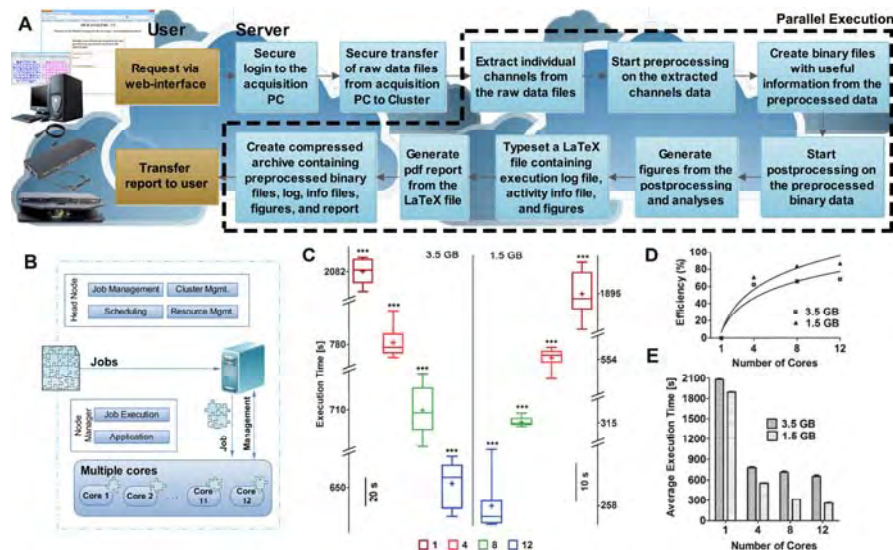 A
User
Server
Parallel Execution
Request via
web-interface
Secure
login to the
acquisition
PC
Secure transfer
of raw data files
from acquisition
PC to Cluster
Extract individual
channels from
the raw data files
Start preprocessing
on the extracted
channels data
Create binary files
with useful
information from the
preprocessed data
Transfer
report to user
Create compressed
archive containing
preprocessed binary
files, log, info files,
figures, and report
Generate
pdf report
from the
LaTeX file
Typeset a LaTeX
file containing
execution log file,
activity info file,
and figures
Generate
figures from the
postprocessing
and analyses
Start
postprocessing on
the preprocessed
binary data
B
Head Node
Job Management
Cluster Mgmt.
Scheduling
Resource Mgmt.
Jobs
Node
Manager
Job Execution
Application
Job
Management
Multiple cores
Core 1
Core 2
...
Core
11
Core
12
C
3.5 GB
1.5 GB
Execution Time [s]
2082
780
710
650
20 s
1895
554
315
258
10 s
***
***
***
***
***
***
***
***
1
4
8
12
D
Efficiency (%)
100
80
60
40
20
0
3.5 GB
1.5 GB
1
4
8
12
Number of Cores
E
Average Execution Time [s]
2100
1800
1500
1200
900
600
300
0
3.5 GB
1.5 GB
1
4
8
12
Number of Cores